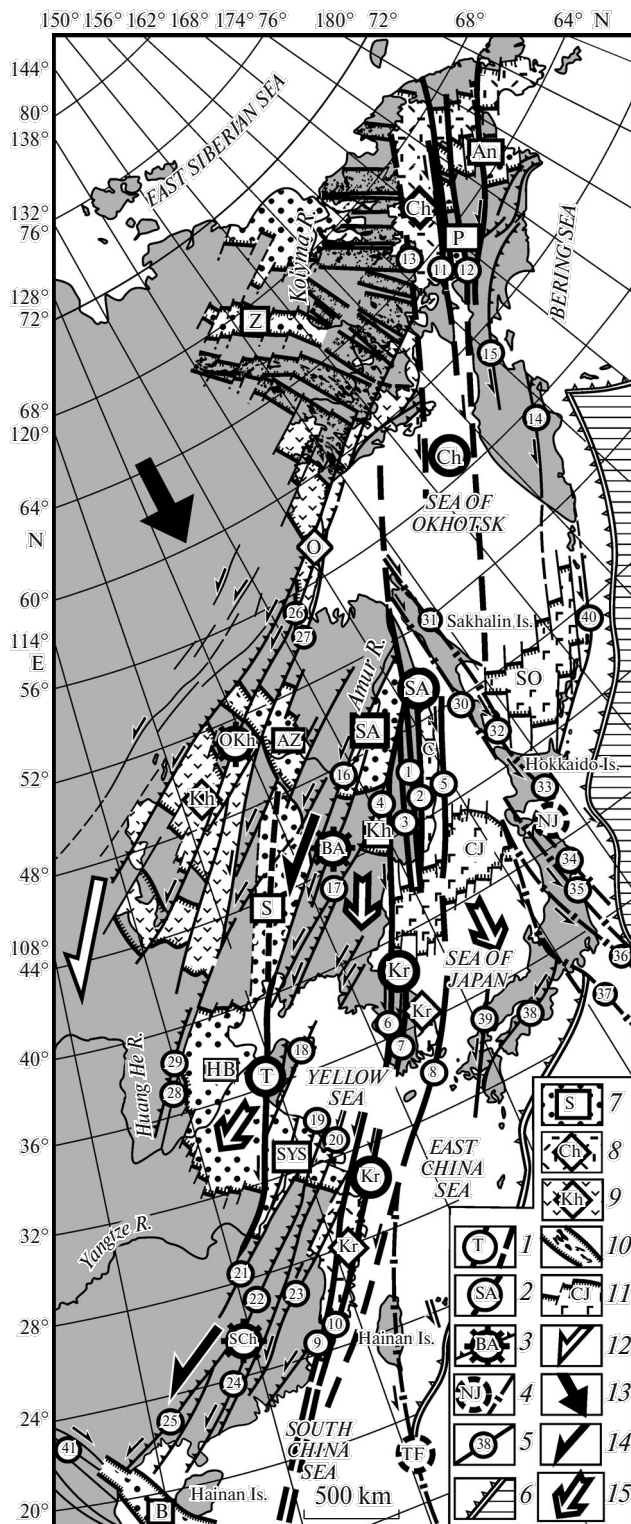 150° 162° 174° 76° 180° 72° 68° 64° N
156° 168°
144°
80°
138°
EAST SIBERIAN SEA
An
132°
76°
Ch
P
Kolyma R.
13
11
12
BERING SEA
128°
72°
Z
15
68°
120°
14
Ch
64°
SEA OF
OKHOTSK
N
O
60°
26
27
31
Sakhalin Is.
40
114°
E
Amur R.
56°
SA
SO
30
OKh
AZ
SA
C
32
16
1
5
Hokkaido Is.
52°
Kh
4
2
33
Kh
3
NJ
BA
CJ
34
48°
17
35
S
108°
44°
SEA OF
JAPAN
36
Kr
Kr
37
6
39
38
Huang He R.
7
40°
29
HB
T
18
8
28
YELLOW
SEA
S 7
36°
19
20
SYS
Kr
EAST
CHINA
SEA
Ch 8
Kh 9
Yangtze R.
32°
Kr
T 1
10
21
SA 2
CJ 11
22
23
28°
10
Hainan Is.
BA 3
12
SCh
9
24
NJ 4
13
24°
25
38 5
14
41
SOUTH
CHINA
SEA
TF
6
15
20°
B
Hainan Is.
500 km